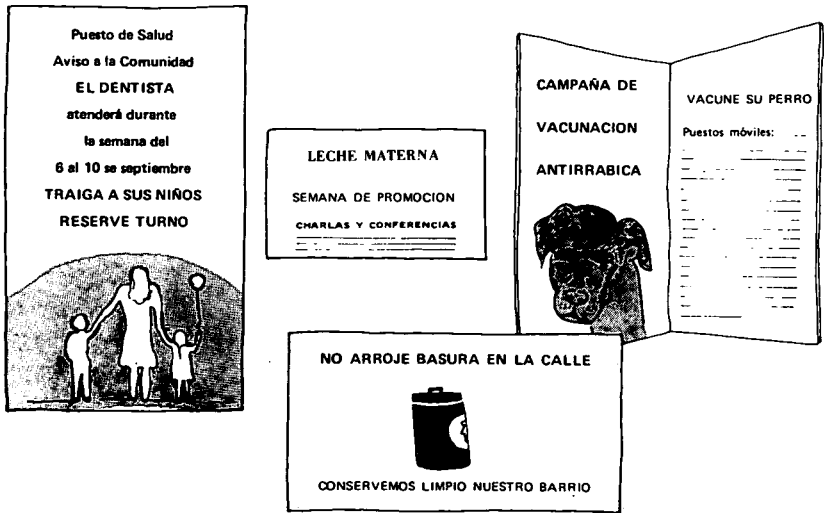 Puesto de Salud
Aviso a la Comunidad
EL DENTISTA
atenderá durante
la semana del
6 al 10 se septiembre
TRAIGA A SUS NIÑOS
RESERVE TURNO
LECHE MATERNA
SEMANA DE PROMOCION
CHARLAS Y CONFERENCIAS
CAMPAÑA DE
VACUNACION
ANTIRRABICA
VACUNE SU PERRO
Puestos móviles:
NO ARROJE BASURA EN LA CALLE
CONSERVEMOS LIMPIO NUESTRO BARRIO